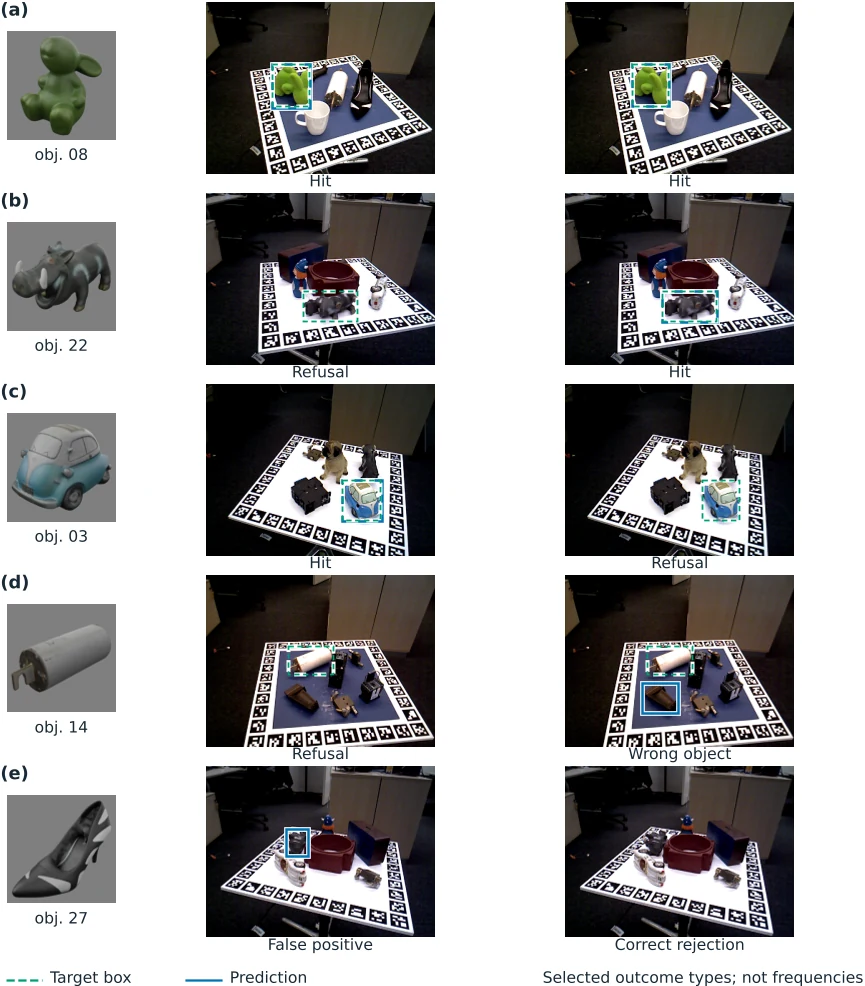 (a)
obj. 08
Hit
Hit
(b)
obj. 22
Refusal
Hit
(c)
obj. 03
Hit
Refusal
(d)
obj. 14
Refusal
Wrong object
(e)
obj. 27
False positive
Correct rejection
Target box
Prediction
Selected outcome types; not frequencies